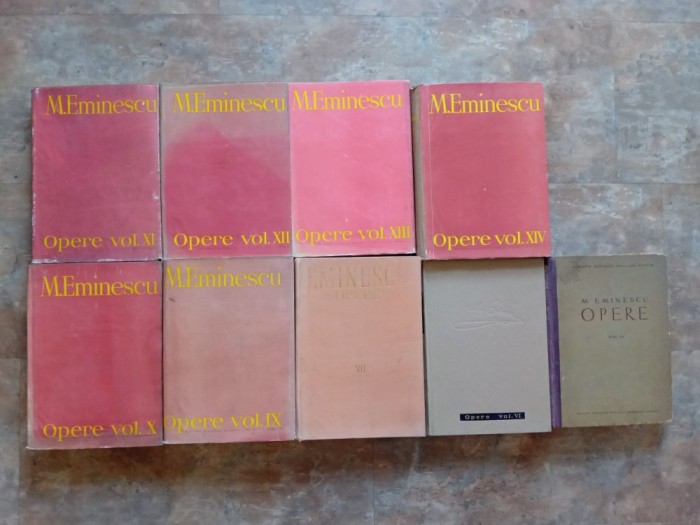 M.Eminescu
Opere vol. XI
M.Eminescu
Opere vol. XII
M.Eminescu
Opere vol. XIII
M.Eminescu
Opere vol. XIV
M.Eminescu
Opere vol. X
M.Eminescu
Opere vol. IX
EMINESCU
VII
Opere vol. VI
M. EMINESCU
OPERE